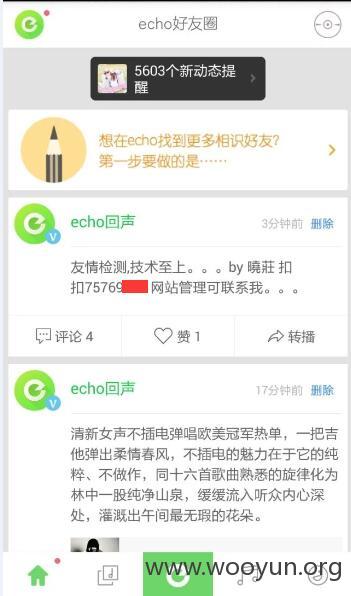 echo好友圈
5603个新动态提
醒
想在echo找到更多相识好友?
第一步要做的是······
echo回声
3分钟前 删除
V
友情检测,技术至上。。。by 曉莊 扣
扣75769 网站管理可联系我。。。
评论 4 赞 1 转播
echo回声
17分钟前 删除
V
清新女声不插电弹唱欧美冠军热单，一把吉
他弹出柔情春风，不插电的魅力在于它的纯
粹、不做作，同十六首歌曲熟悉的旋律化为
林中一股纯净山泉，缓缓流入听众内心深
处，灌溉出午间最无瑕的花朵。
www.wooyun.org